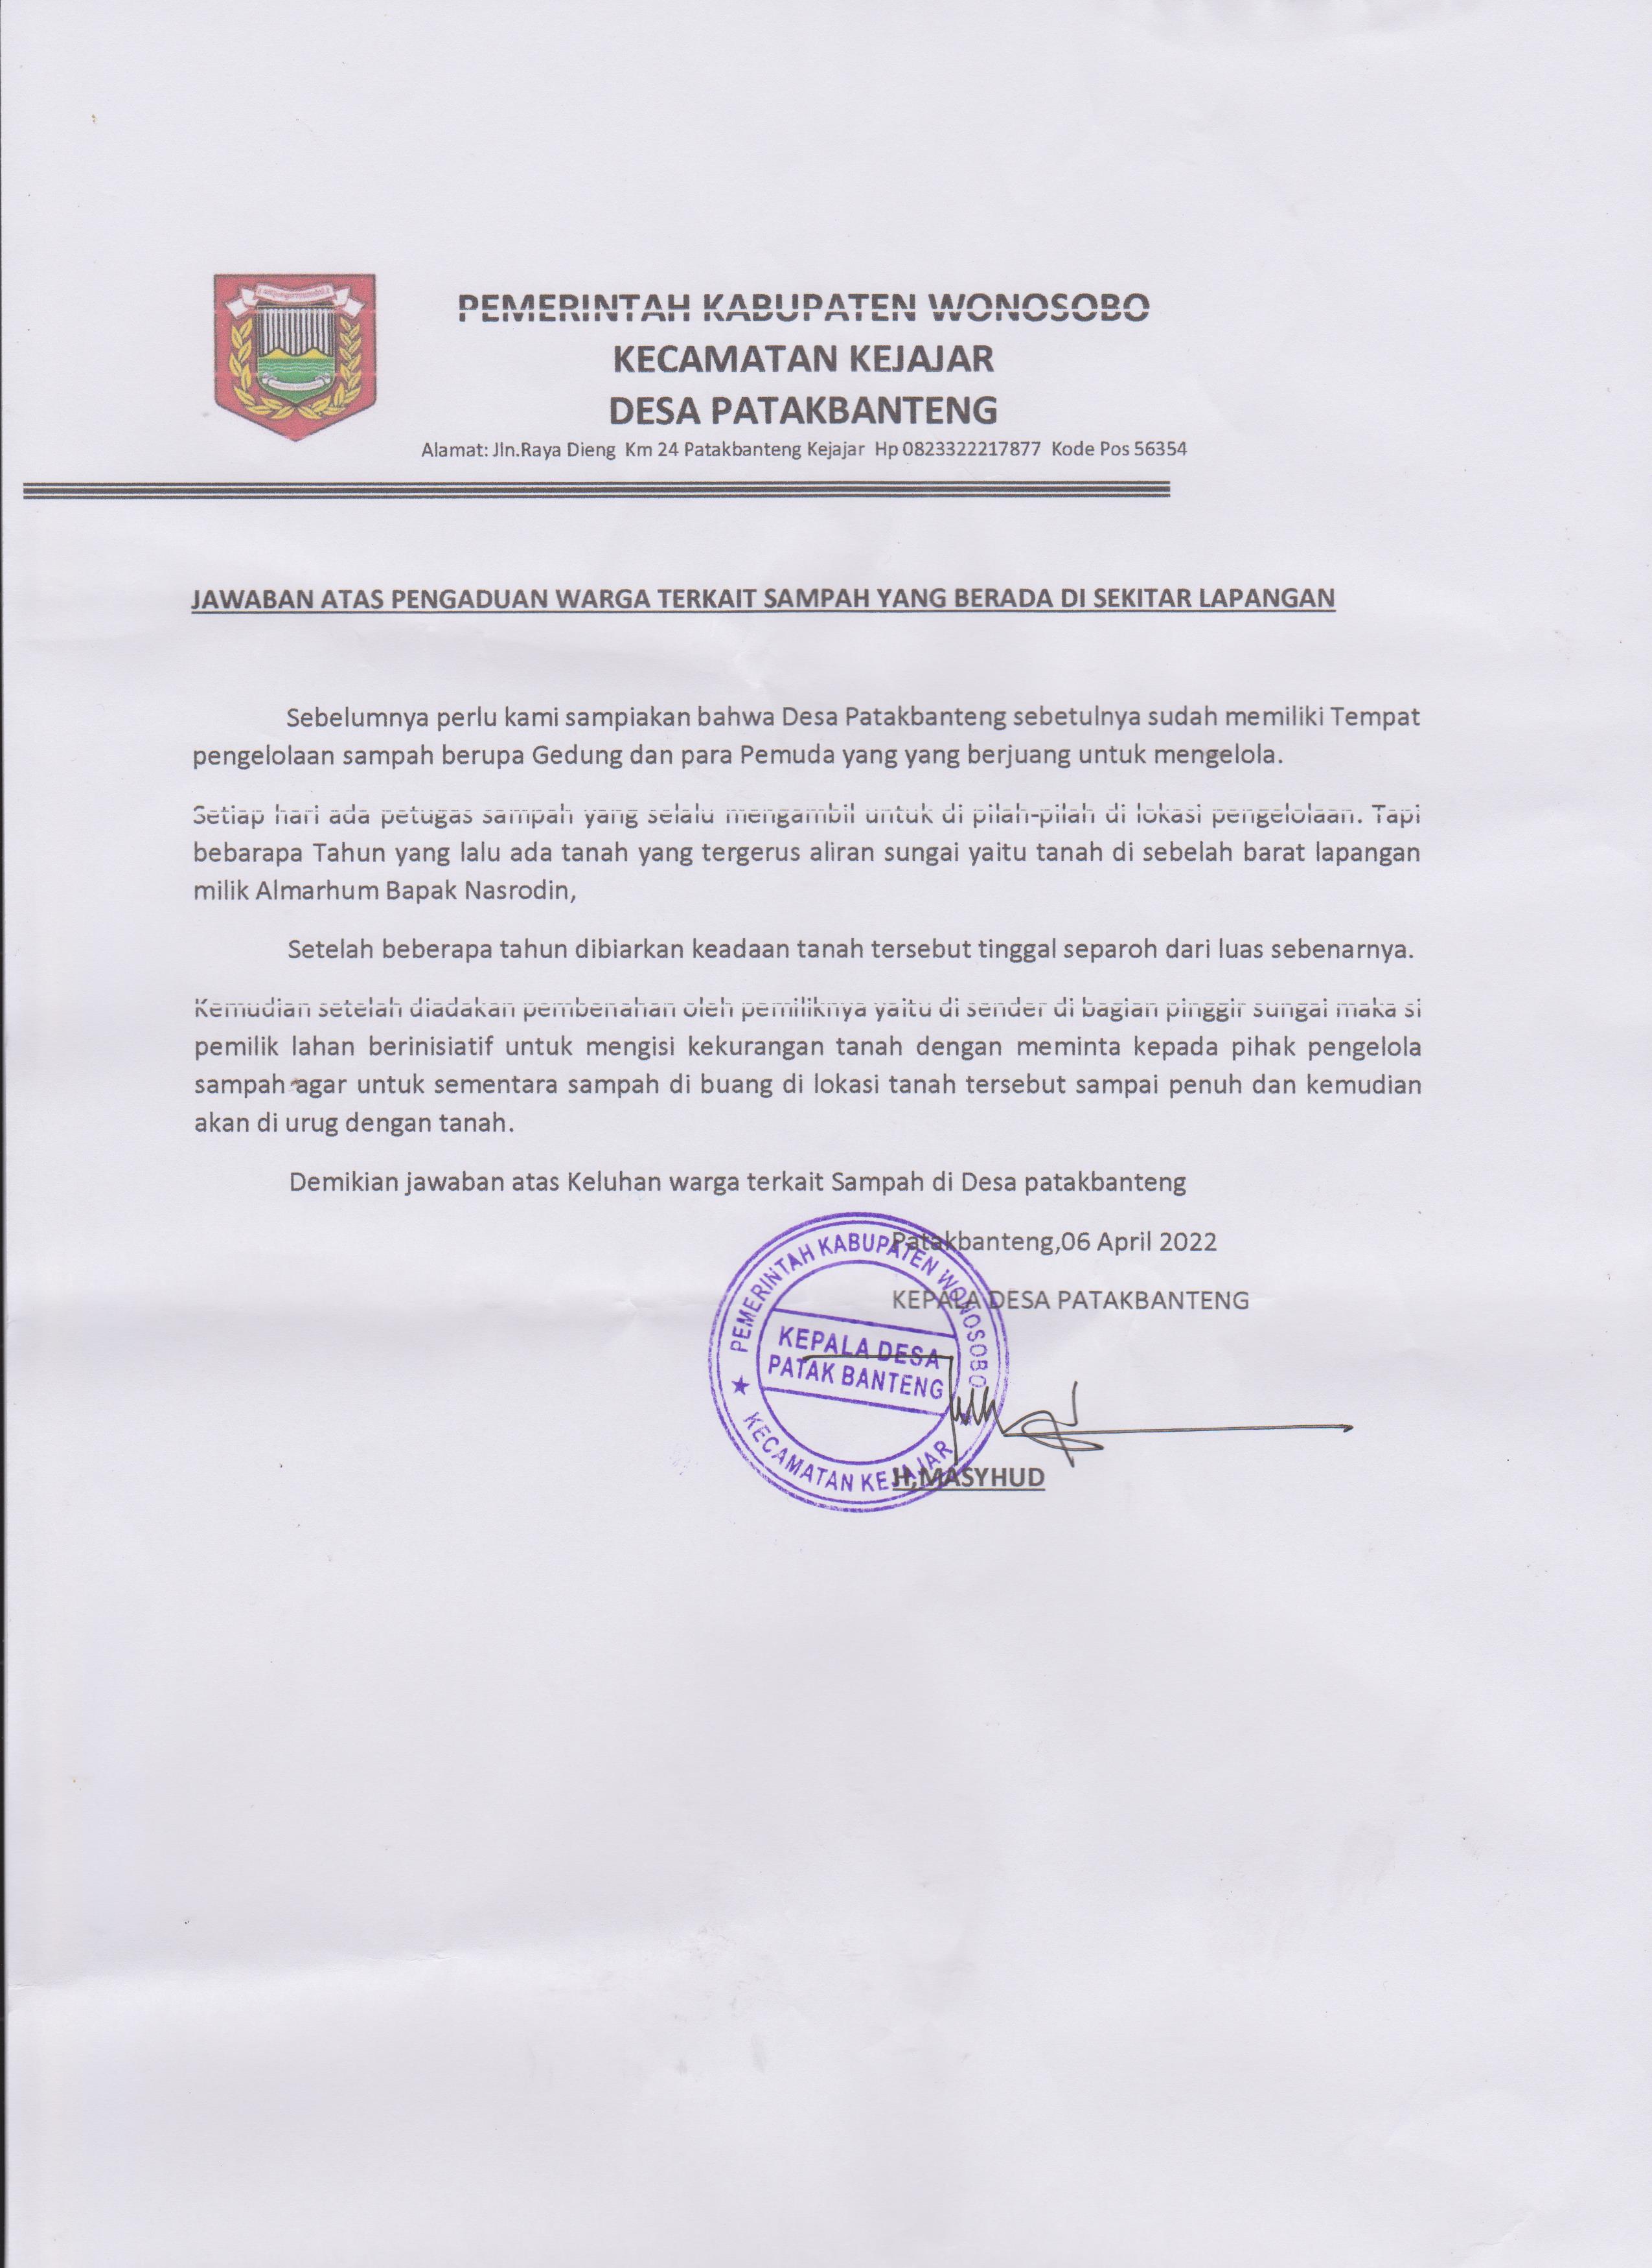 PEMERINTAH KABUPATEN WONOSOBO
KECAMATAN KEJAJAR
DESA PATAKBANTENG
Alamat: Jln.Raya Dieng Km 24 Patakbanteng Kejajar Hp 0823322217877 Kode Pos 56354
JAWABAN ATAS PENGADUAN WARGA TERKAIT SAMPAH YANG BERADA DI SEKITAR LAPANGAN
Sebelumnya perlu kami sampiakan bahwa Desa Patakbanteng sebetulnya sudah memiliki Tempat
pengelolaan sampah berupa Gedung dan para Pemuda yang yang berjuang untuk mengelola.
Setiap hari ada petugas sampah yang selalu mengambil untuk di pilah-pilah di lokasi pengelolaan. Tapi
bebarapa Tahun yang lalu ada tanah yang tergerus aliran sungai yaitu tanah di sebelah barat lapangan
milik Almarhum Bapak Nasrodin,
Setelah beberapa tahun dibiarkan keadaan tanah tersebut tinggal separoh dari luas sebenarnya.
Kemudian setelah diadakan pembenahan oleh pemiliknya yaitu di sender di bagian pinggir sungai maka si
pemilik lahan berinisiatif untuk mengisi kekurangan tanah dengan meminta kepada pihak pengelola
sampah agar untuk sementara sampah di buang di lokasi tanah tersebut sampai penuh dan kemudian
akan di urug dengan tanah.
Demikian jawaban atas Keluhan warga terkait Sampah di Desa patakbanteng
Patakbanteng,06 April 2022
KEPALA DESA PATAKBANTENG
PEMERINTAH KABUPATEN WONOSOBO
KEPALA DESA
PATAK BANTENG
KECAMATAN KEJAJAR
H,MASYHUD